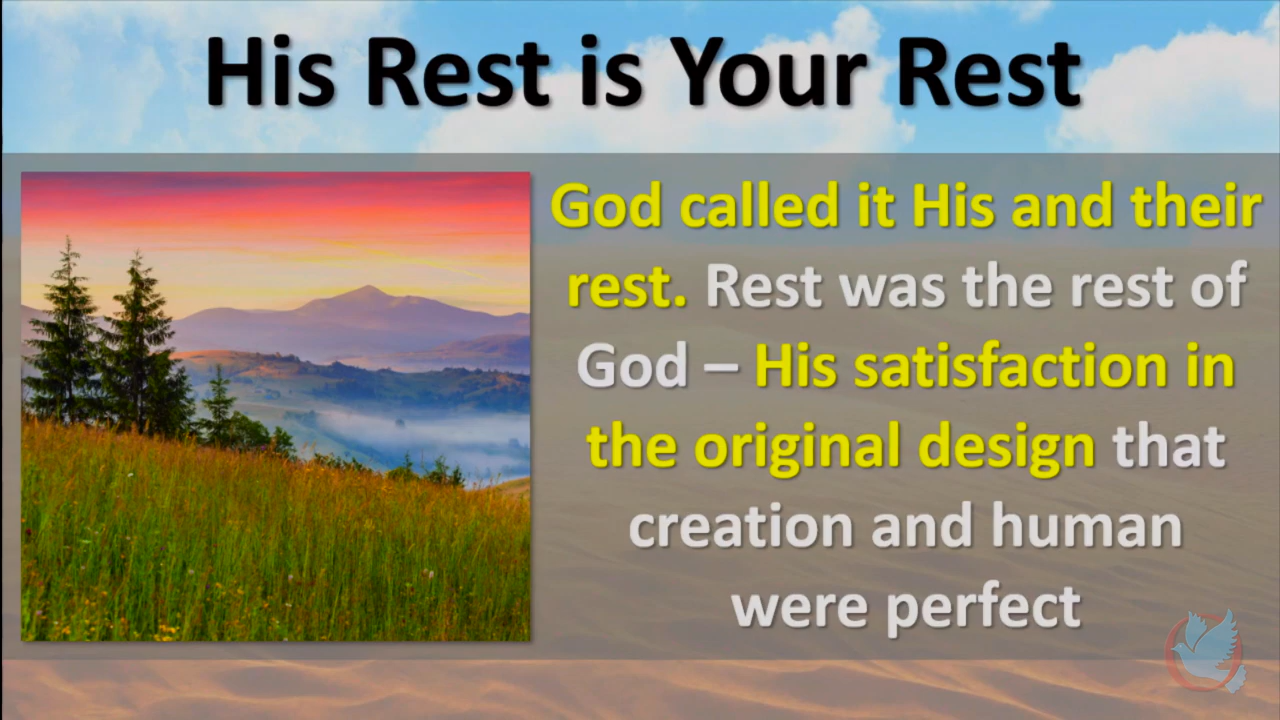 His Rest is Your Rest
God called it His and their
rest. Rest was the rest of
God – His satisfaction in
the original design that
creation and human
were perfect